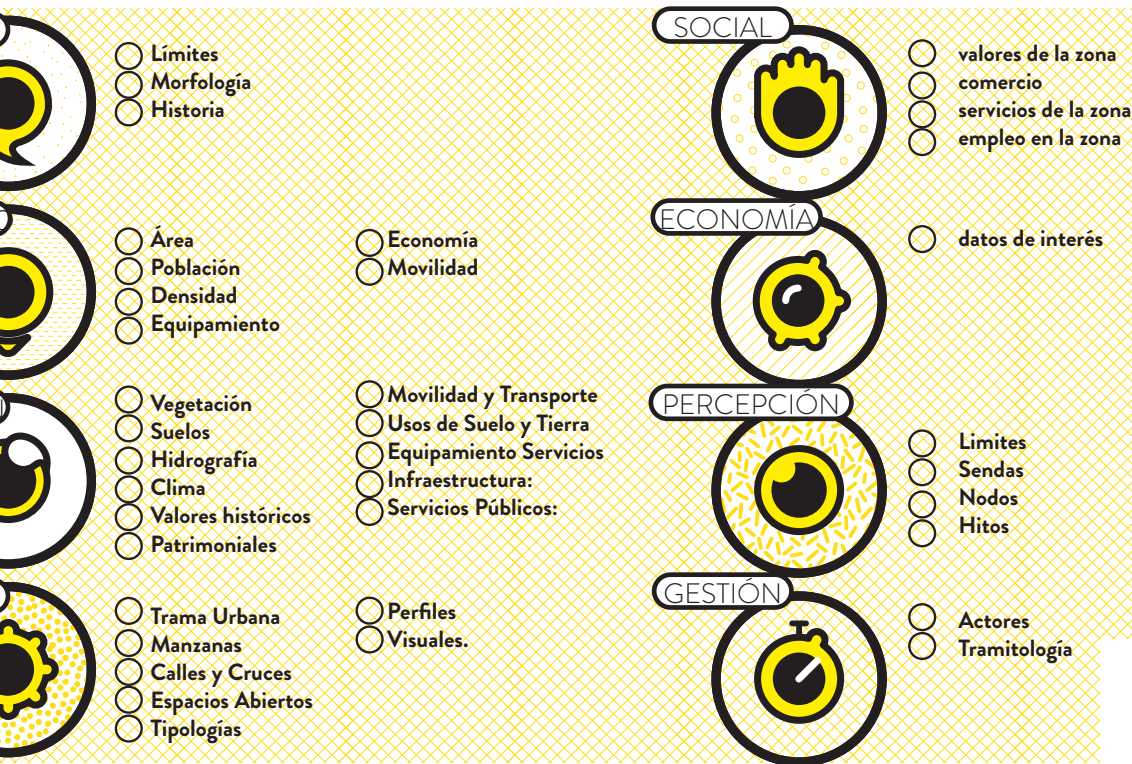 Límites
Morfología
Historia
Área
Población
Densidad
Equipamiento
Economía
Movilidad
Vegetación
Suelos
Hidrografía
Clima
Valores históricos
Patrimoniales
Movilidad y Transporte
Usos de Suelo y Tierra
Equipamiento Servicios
Infraestructura:
Servicios Públicos:
Trama Urbana
Manzanas
Calles y Cruces
Espacios Abiertos
Tipologías
Perfiles
Visuales.
SOCIAL
valores de la zona
comercio
servicios de la zona
empleo en la zona
ECONOMÍA
datos de interés
PERCEPCIÓN
Limites
Sendas
Nodos
Hitos
GESTIÓN
Actores
Tramitología